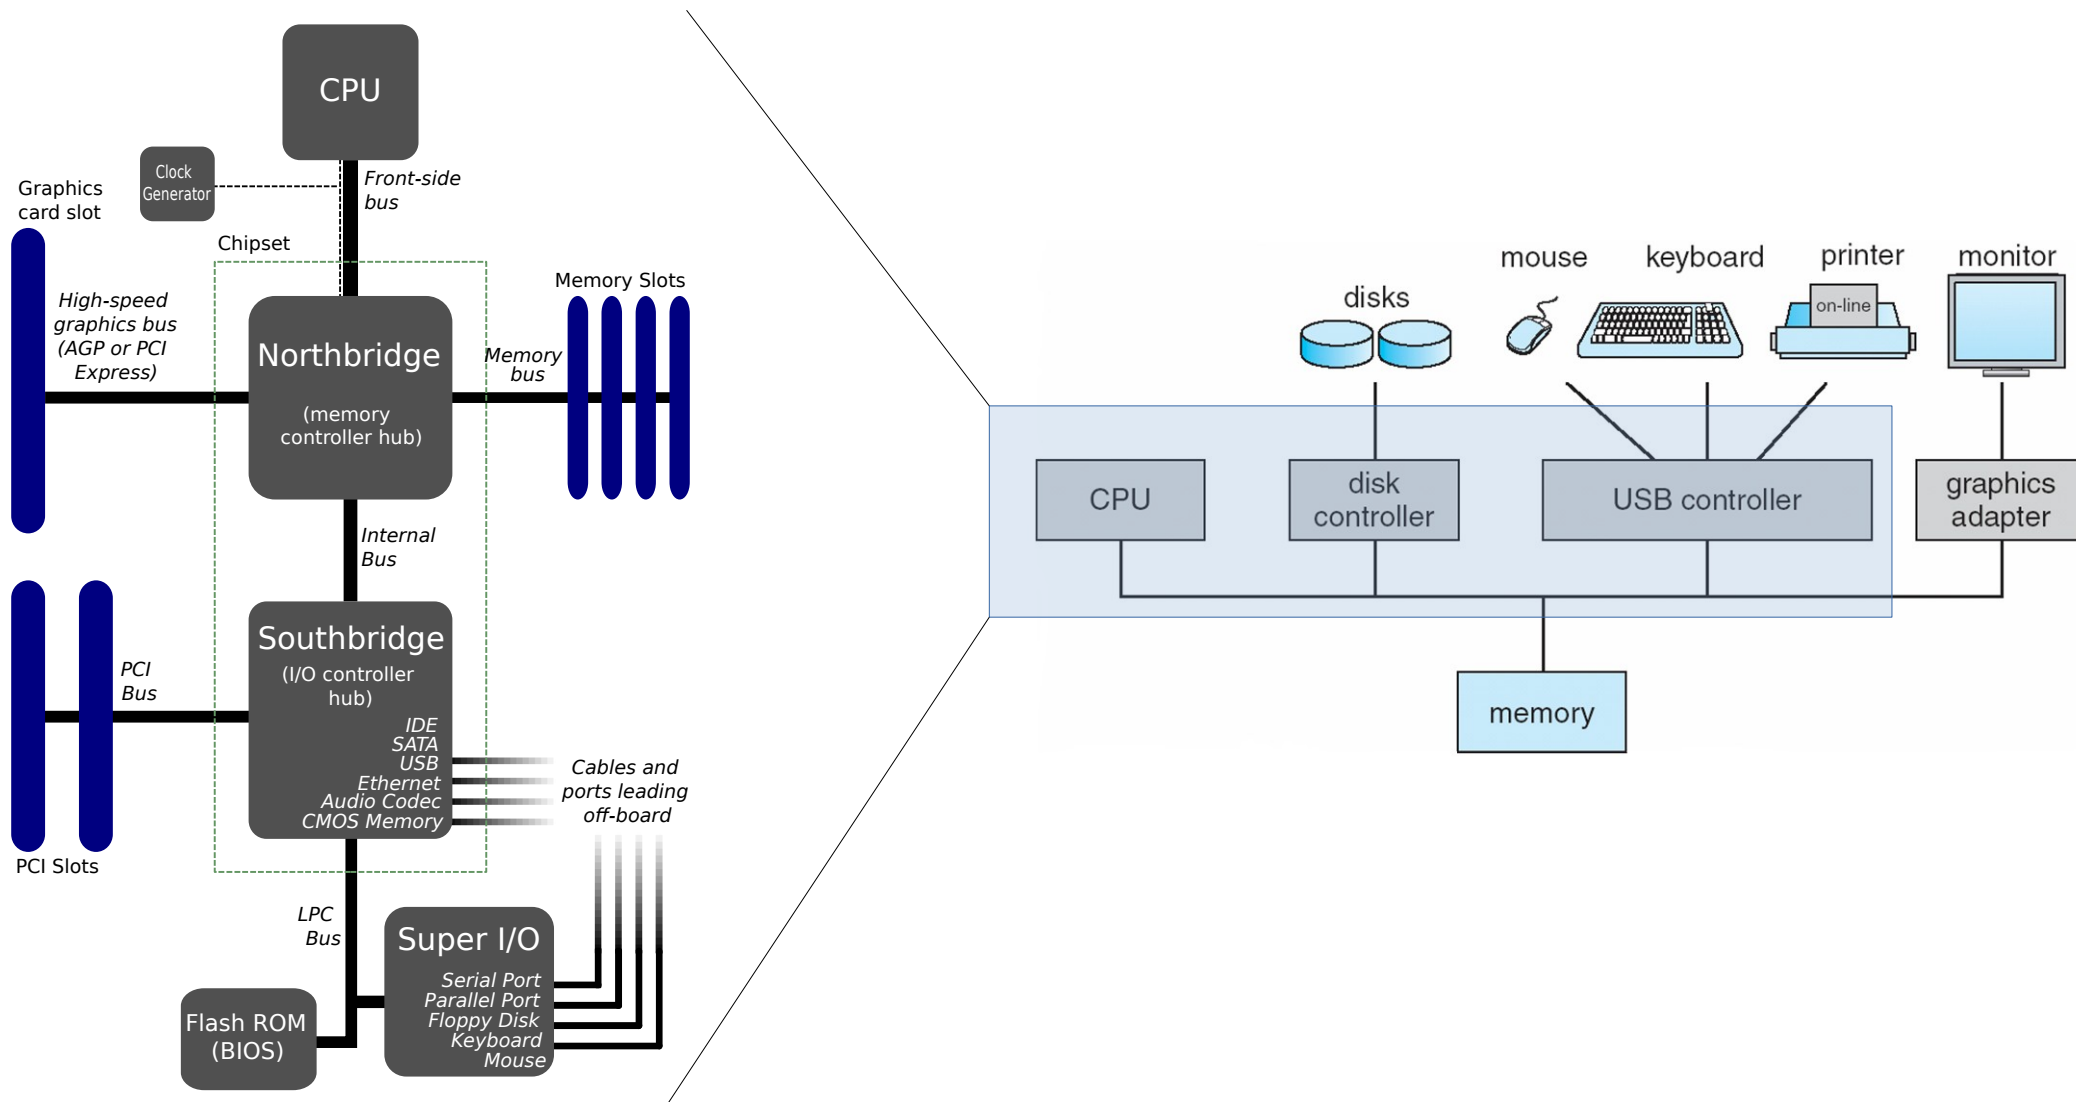 CPU
Clock
Generator
Front-side
bus
Graphics
card slot
Chipset
High-speed
graphics bus
(AGP or PCI
Express)
Northbridge
(memory
controller hub)
Memory Slots
Memory
bus
Internal
Bus
Southbridge
(I/O controller
hub)
IDE
SATA
USB
Ethernet
Audio Codec
CMOS Memory
PCI
Bus
PCI Slots
Cables and
ports leading
off-board
LPC
Bus
Super I/O
Serial Port
Parallel Port
Floppy Disk
Keyboard
Mouse
Flash ROM
(BIOS)
disks
mouse
keyboard
printer
monitor
on-line
CPU
disk
controller
USB controller
graphics
adapter
memory